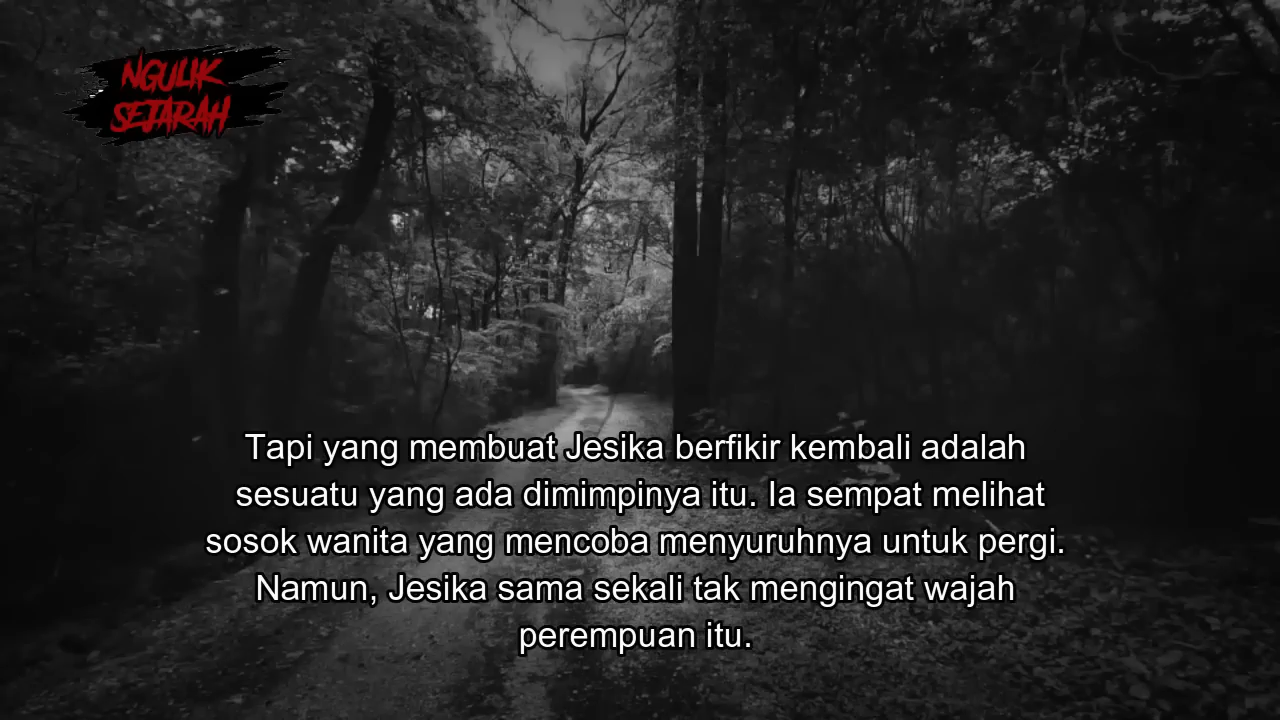 NGULIK
SEJARAH
Tapi yang membuat Jesika berfikir kembali adalah
sesuatu yang ada dimimpinya itu. Ia sempat melihat
sosok wanita yang mencoba menyuruhnya untuk pergi.
Namun, Jesika sama sekali tak mengingat wajah
perempuan itu.